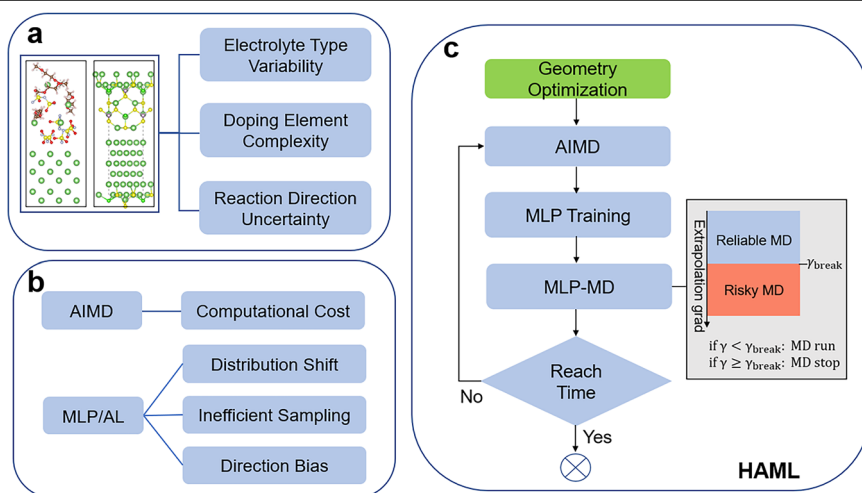 a
Electrolyte Type
Variability
Doping Element
Complexity
Reaction Direction
Uncertainty
b
AIMD
Computational Cost
MLP/AL
Distribution Shift
Inefficient Sampling
Direction Bias
c
Geometry
Optimization
AIMD
MLP Training
MLP-MD
Reach
Time
No
Yes
Extrapolation grad
Reliable MD
γbreak
Risky MD
if γ < γbreak: MD run
if γ ≥ γbreak: MD stop
HAML